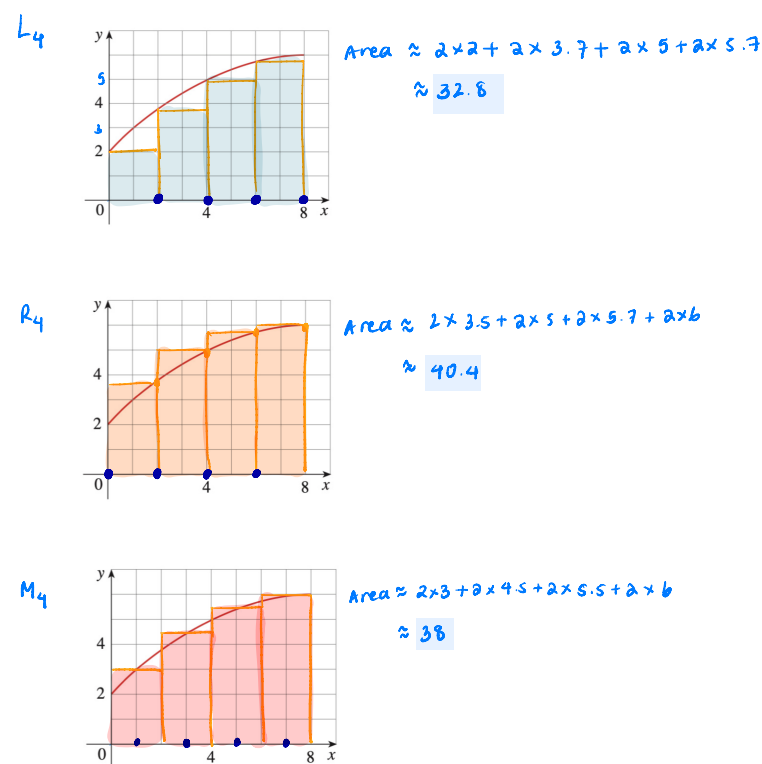 L4
Area ≈ 2×2 + 2 × 3.7 + 2 × 5 + 2 × 5.7
≈ 32.8
y
5
4
3
2
0 4 8 x
R4
Area ≈ 2 × 3.5 + 2 × 5 + 2 × 5.7 + 2×6
≈ 40.4
y
4
2
0 4 8 x
M4
Area ≈ 2×3 + 2 × 4.5 + 2 × 5.5 + 2 × 6
≈ 38
y
4
2
0 4 8 x